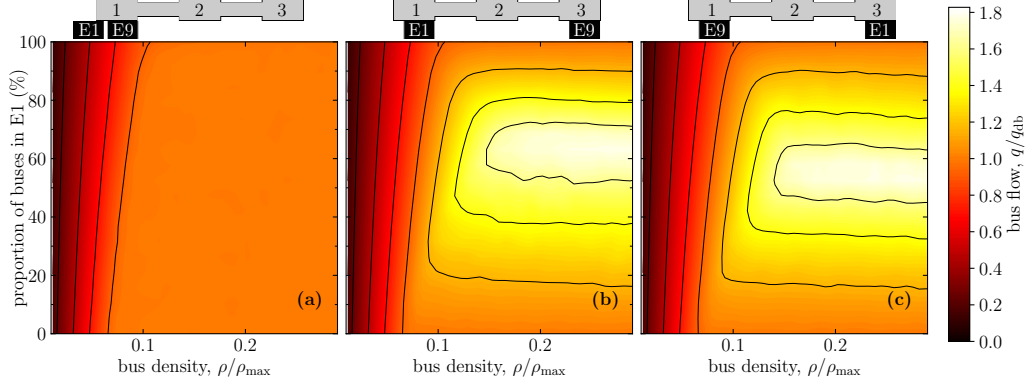 1 2 3
E1 E9
1 2 3
E1 E9
1 2 3
E9 E1
proportion of buses in E1 (%)
100
80
60
40
20
0
(a)
0.1 0.2
bus density, ρ/ρmax
(b)
0.1 0.2
bus density, ρ/ρmax
(c)
0.1 0.2
bus density, ρ/ρmax
1.8
1.6
1.4
1.2
1.0
0.8
0.6
0.4
0.2
0.0
bus flow, q/qdb